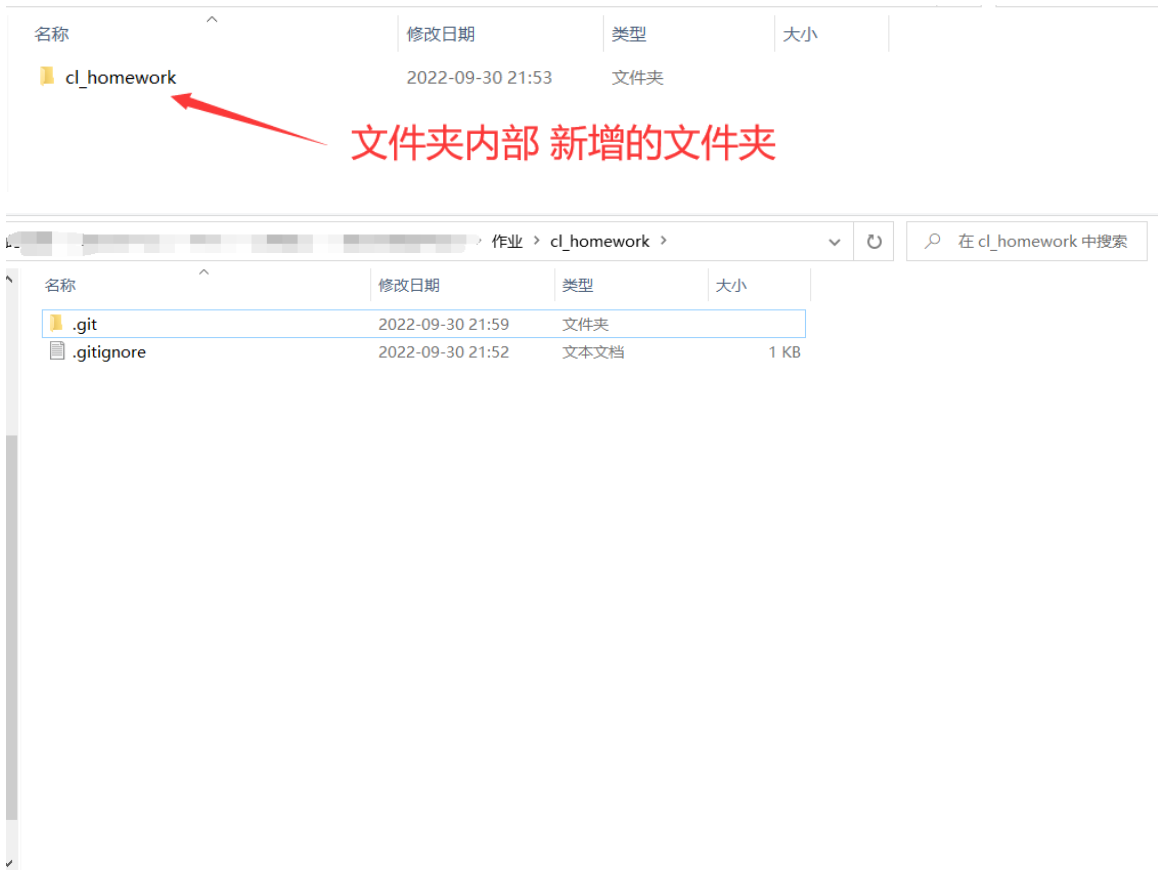 名称 修改日期 类型 大小
cl_homework 2022-09-30 21:53 文件夹
文件夹内部 新增的文件夹
作业 cl_homework 在 cl_homework 中搜索
名称 修改日期 类型 大小
.git 2022-09-30 21:59 文件夹
.gitignore 2022-09-30 21:52 文本文档 1 KB